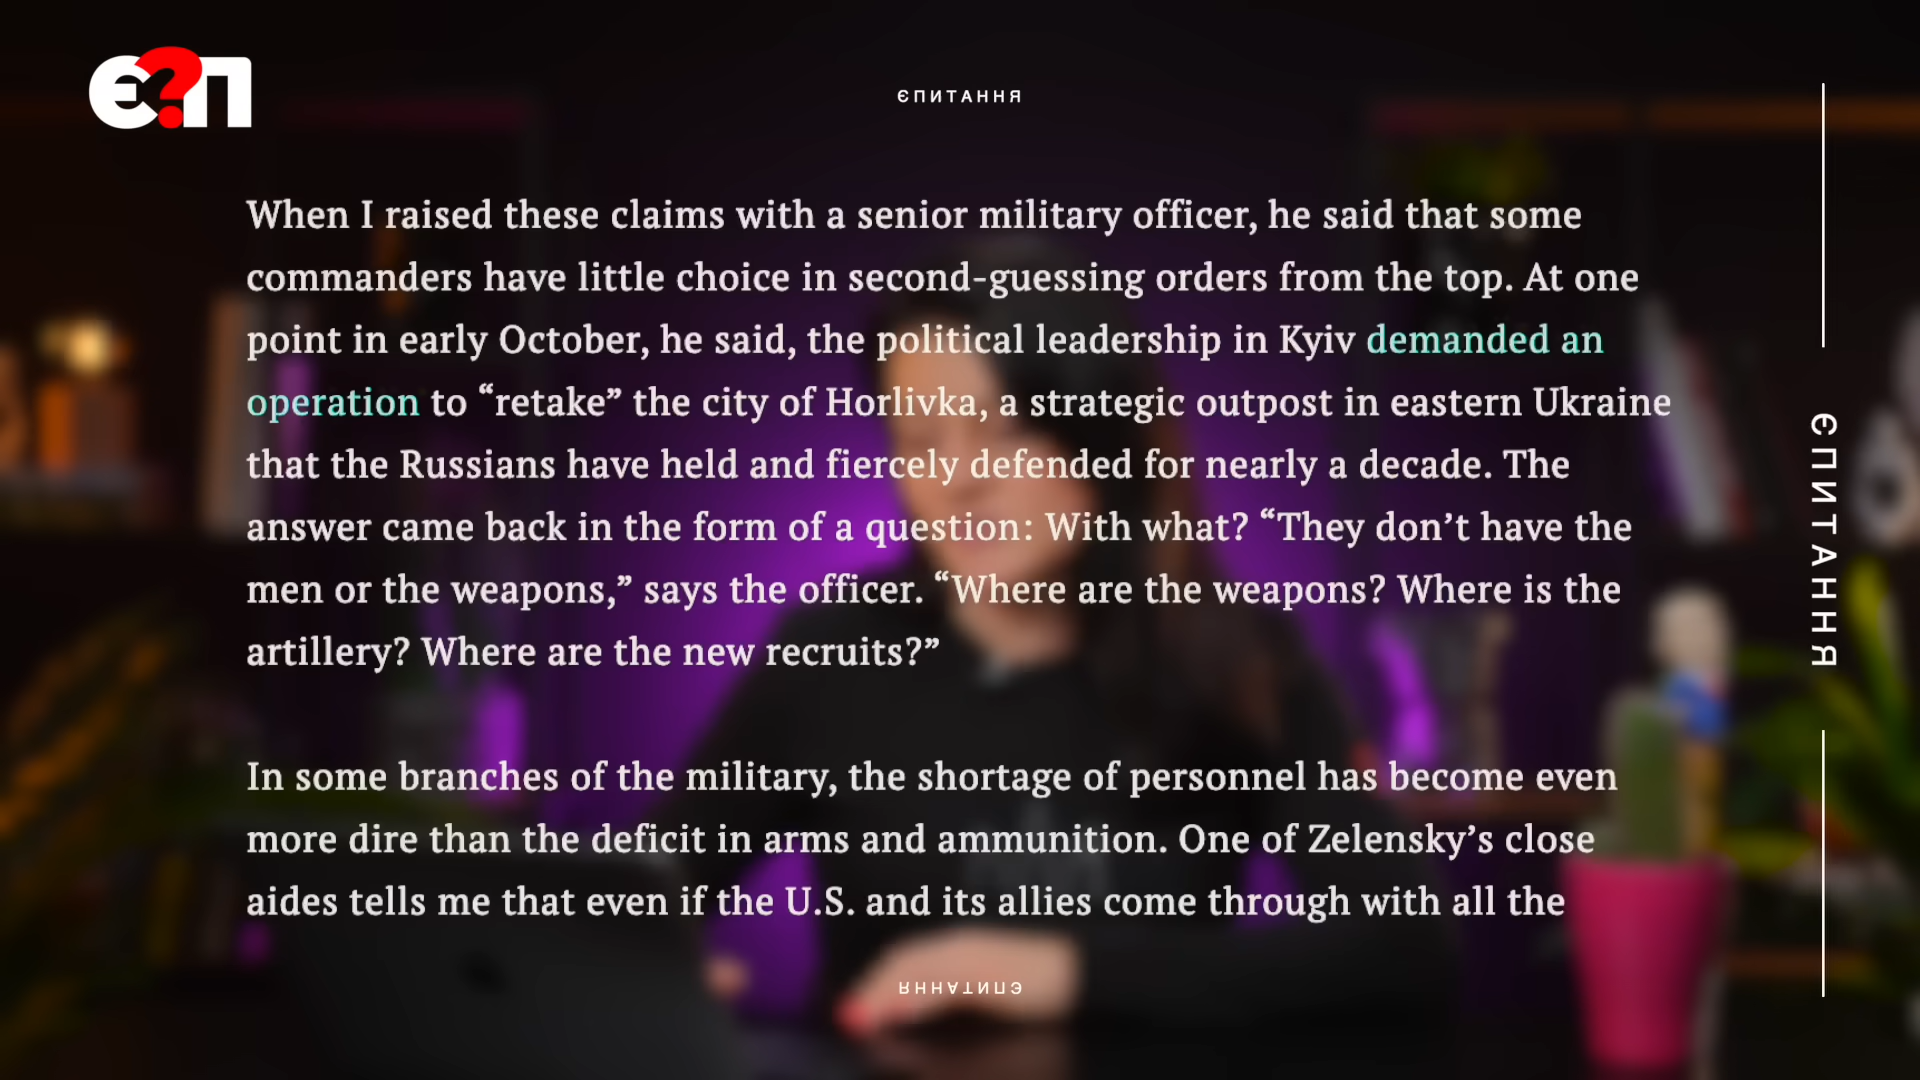 Є?П
ЄПИТАННЯ
When I raised these claims with a senior military officer, he said that some
commanders have little choice in second-guessing orders from the top. At one
point in early October, he said, the political leadership in Kyiv demanded an
operation to “retake” the city of Horlivka, a strategic outpost in eastern Ukraine
that the Russians have held and fiercely defended for nearly a decade. The
answer came back in the form of a question: With what? “They don’t have the
men or the weapons,” says the officer. “Where are the weapons? Where is the
artillery? Where are the new recruits?”
In some branches of the military, the shortage of personnel has become even
more dire than the deficit in arms and ammunition. One of Zelensky’s close
aides tells me that even if the U.S. and its allies come through with all the
ЄПИТАННЯ
ЄПИТАННЯ